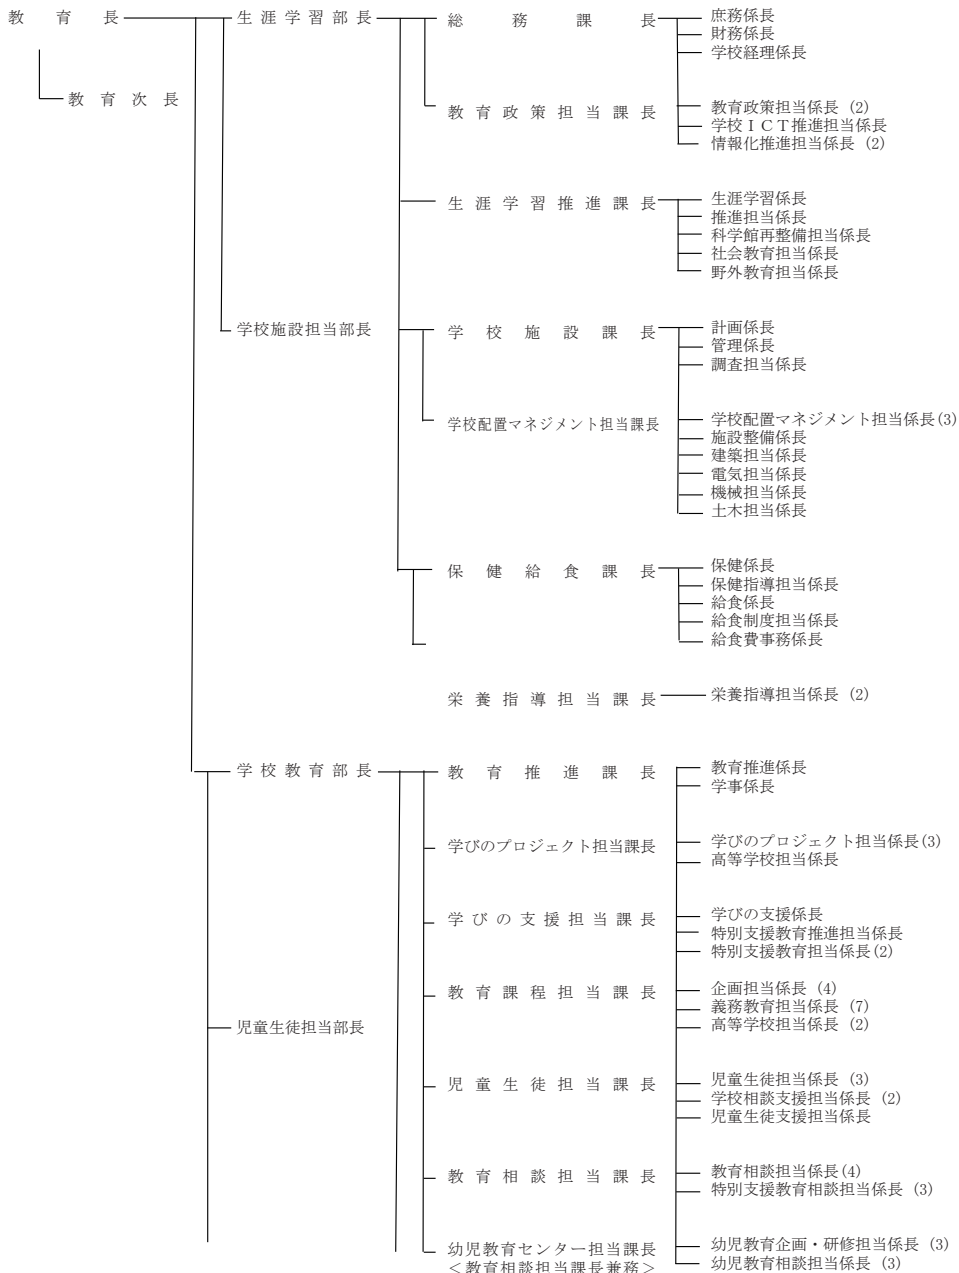 教育長
生涯学習部長
総務課長
庶務係長
財務係長
学校経理係長
教育次長
教育政策担当課長
教育政策担当係長 (2)
学校ＩＣＴ推進担当係長
情報化推進担当係長 (2)
生涯学習推進課長
生涯学習係長
推進担当係長
科学館再整備担当係長
社会教育担当係長
野外教育担当係長
学校施設担当部長
学校施設課長
計画係長
管理係長
調査担当係長
学校配置マネジメント担当課長
学校配置マネジメント担当係長(3)
施設整備係長
建築担当係長
電気担当係長
機械担当係長
土木担当係長
保健給食課長
保健係長
保健指導担当係長
給食係長
給食制度担当係長
給食費事務係長
栄養指導担当課長
栄養指導担当係長 (2)
学校教育部長
教育推進課長
教育推進係長
学事係長
学びのプロジェクト担当課長
学びのプロジェクト担当係長(3)
高等学校担当係長
学びの支援担当課長
学びの支援係長
特別支援教育推進担当係長
特別支援教育担当係長(2)
教育課程担当課長
企画担当係長 (4)
義務教育担当係長 (7)
高等学校担当係長 (2)
児童生徒担当部長
児童生徒担当課長
児童生徒担当係長 (3)
学校相談支援担当係長 (2)
児童生徒支援担当係長
教育相談担当課長
教育相談担当係長(4)
特別支援教育相談担当係長 (3)
幼児教育センター担当課長
＜教育相談担当課長兼務＞
幼児教育企画・研修担当係長 (3)
幼児教育相談担当係長 (3)